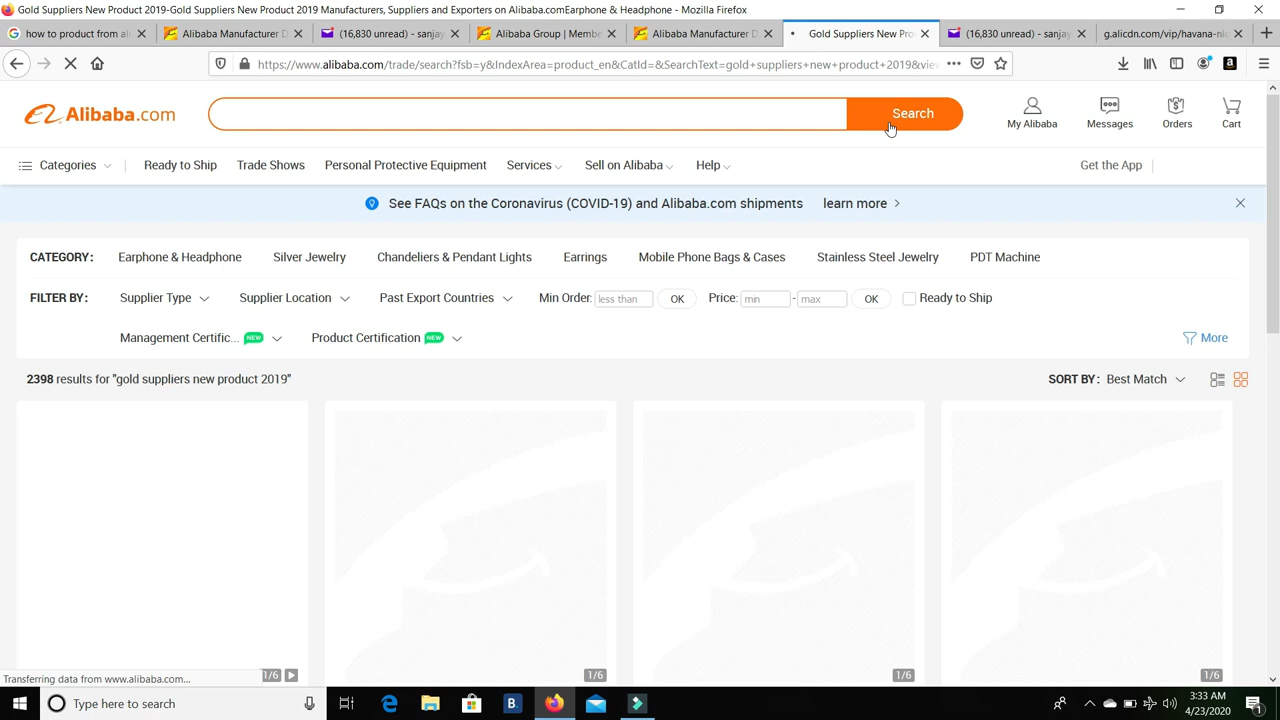 Gold Suppliers New Product 2019-Gold Suppliers New Product 2019 Manufacturers, Suppliers and Exporters on Alibaba.comEarphone & Headphone - Mozilla Firefox
how to product from ali
Alibaba Manufacturer D
(16,830 unread) - sanjay
Alibaba Group | Membe
Alibaba Manufacturer D
Gold Suppliers New Pro
(16,830 unread) - sanjay
g.alicdn.com/vip/havana-nlc
https://www.alibaba.com/trade/search?fsb=y&IndexArea=product_en&CatId=&SearchText=gold+suppliers+new+product+2019&view
Alibaba.com
Search
My Alibaba
Messages
Orders
Cart
Categories
Ready to Ship
Trade Shows
Personal Protective Equipment
Services
Sell on Alibaba
Help
Get the App
See FAQs on the Coronavirus (COVID-19) and Alibaba.com shipments learn more >
CATEGORY: Earphone & Headphone Silver Jewelry Chandeliers & Pendant Lights Earrings Mobile Phone Bags & Cases Stainless Steel Jewelry PDT Machine
FILTER BY: Supplier Type Supplier Location Past Export Countries Min Order: less than OK Price: min - max OK Ready to Ship
Management Certific... NEW Product Certification NEW More
2398 results for "gold suppliers new product 2019"
SORT BY: Best Match
1/6
1/6
1/6
1/6
Transferring data from www.alibaba.com...
Type here to search
B.
3:33 AM
4/23/2020
1